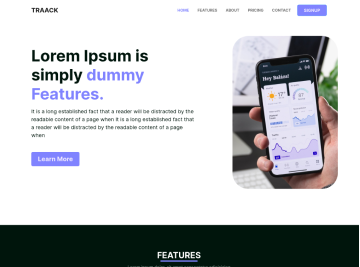 TRAACK
HOME FEATURES ABOUT PRICING CONTACT SIGNUP
Lorem Ipsum is
simply dummy
Features.
It is a long established fact that a reader will be distracted by the
readable content of a page when it is a long established fact that
a reader will be distracted by the readable content of a page
when
Learn More
Hey Balazs!
FEATURES